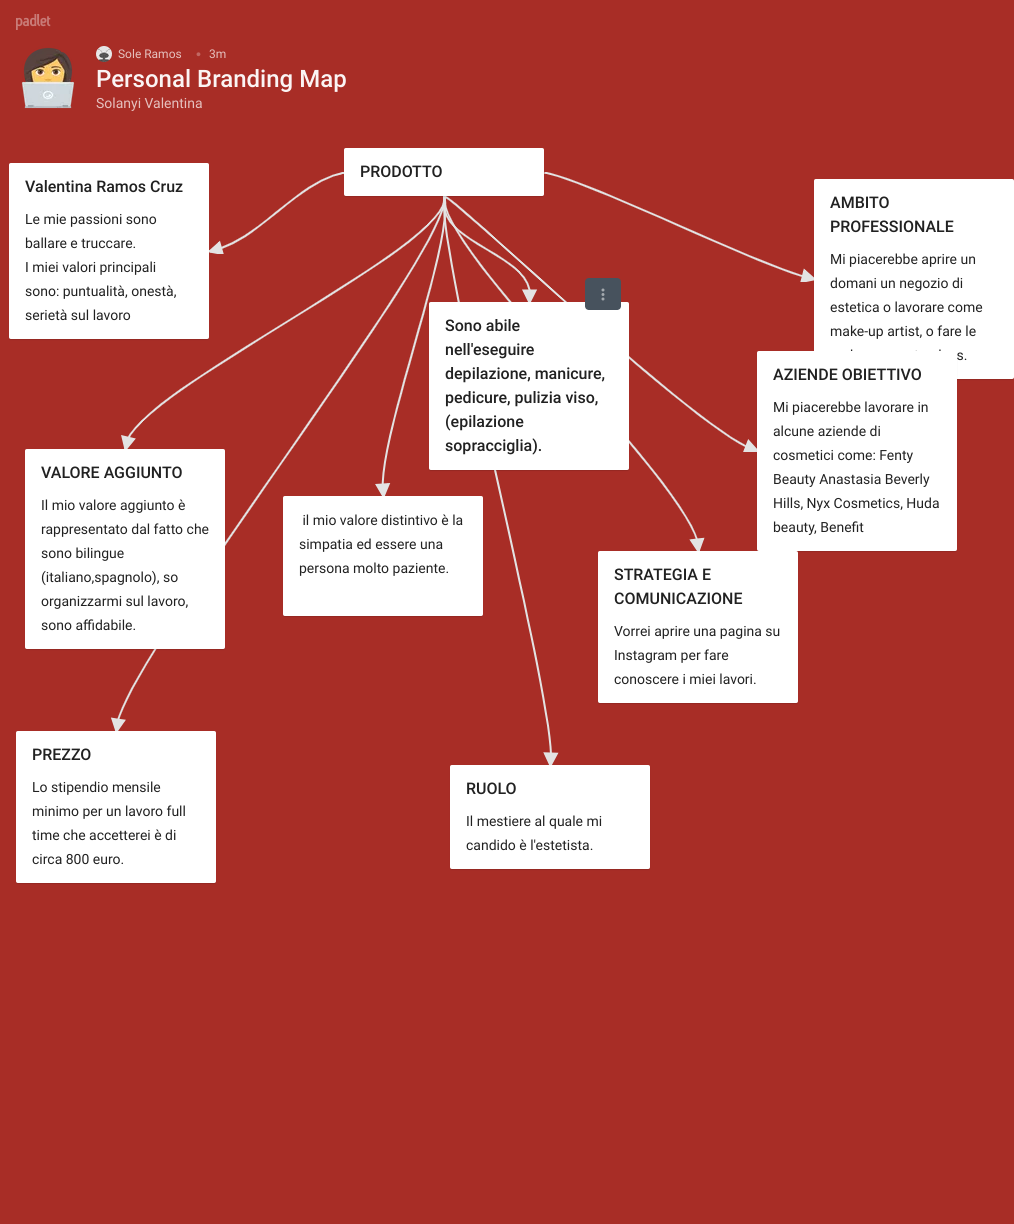 padlet
Sole Ramos • 3m
Personal Branding Map
Solanyi Valentina
PRODOTTO
Valentina Ramos Cruz
Le mie passioni sono
ballare e truccare.
I miei valori principali
sono: puntualità, onestà,
serietà sul lavoro
AMBITO
PROFESSIONALE
Mi piacerebbe aprire un
domani un negozio di
estetica o lavorare come
make-up artist, o fare le
s.
Sono abile
nell'eseguire
depilazione, manicure,
pedicure, pulizia viso,
(epilazione
sopracciglia).
AZIENDE OBIETTIVO
Mi piacerebbe lavorare in
alcune aziende di
cosmetici come: Fenty
Beauty Anastasia Beverly
Hills, Nyx Cosmetics, Huda
beauty, Benefit
VALORE AGGIUNTO
Il mio valore aggiunto è
rappresentato dal fatto che
sono bilingue
(italiano,spagnolo), so
organizzarmi sul lavoro,
sono affidabile.
il mio valore distintivo è la
simpatia ed essere una
persona molto paziente.
STRATEGIA E
COMUNICAZIONE
Vorrei aprire una pagina su
Instagram per fare
conoscere i miei lavori.
PREZZO
Lo stipendio mensile
minimo per un lavoro full
time che accetterei è di
circa 800 euro.
RUOLO
Il mestiere al quale mi
candido è l'estetista.